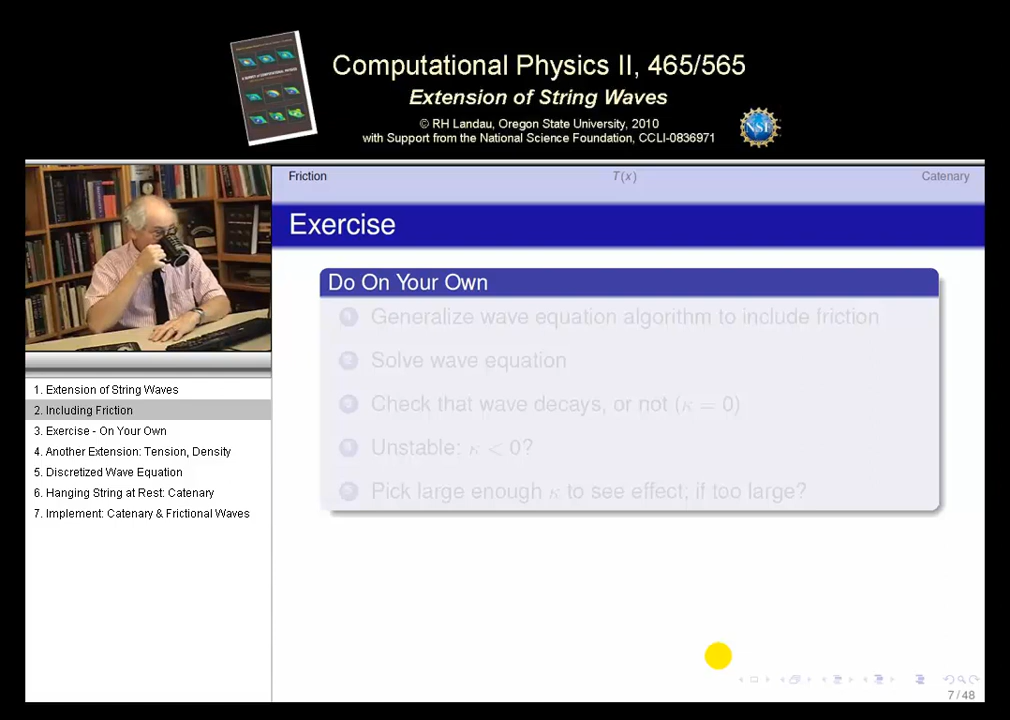 Computational Physics II, 465/565
Extension of String Waves
© RH Landau, Oregon State University, 2010
with Support from the National Science Foundation, CCLI-0836971
NSF
Friction T(x) Catenary
Exercise
Do On Your Own
Generalize wave equation algorithm to include friction
Solve wave equation
Check that wave decays, or not (κ = 0)
Unstable: κ < 0?
Pick large enough κ to see effect; if too large?
1. Extension of String Waves
2. Including Friction
3. Exercise - On Your Own
4. Another Extension: Tension, Density
5. Discretized Wave Equation
6. Hanging String at Rest: Catenary
7. Implement: Catenary & Frictional Waves
7 / 48